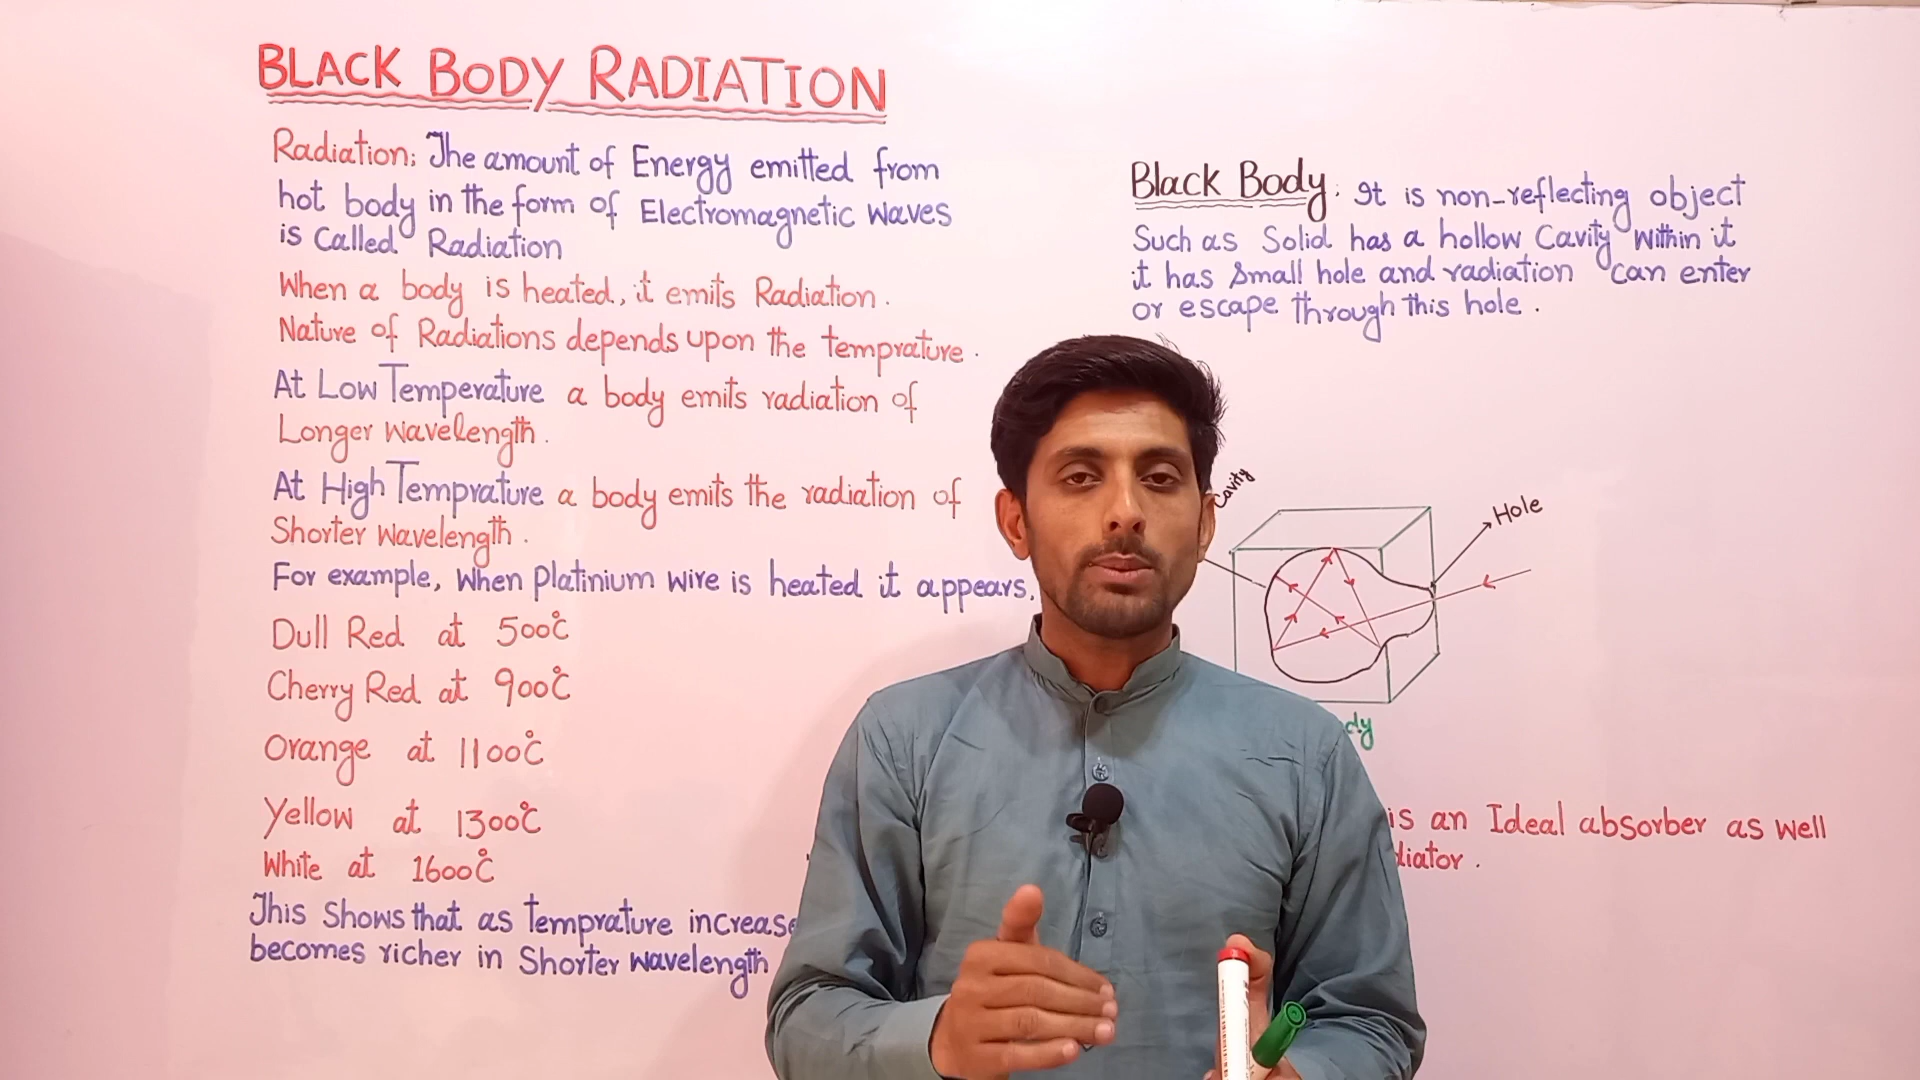 BLACK BODY RADIATION
Radiation: The amount of Energy emitted from
hot body in the form of Electromagnetic waves
is Called Radiation
When a body is heated, it emits Radiation.
Nature of Radiations depends upon the temprature.
At Low Temperature a body emits radiation of
Longer wavelength.
At High Temprature a body emits the radiation of
Shorter wavelength.
For example, when Platinium wire is heated it appears.
Dull Red at 500°C
Cherry Red at 900°C
Orange at 1100°C
Yellow at 1300°C
White at 1600°C
This Shows that as temprature increase
becomes richer in Shorter wavelength
Black Body: It is non-reflecting object
Such as Solid has a hollow Cavity within it
it has Small hole and radiation can enter
or escape through this hole.
Cavity
Hole
dy
is an Ideal absorber as well
diator.